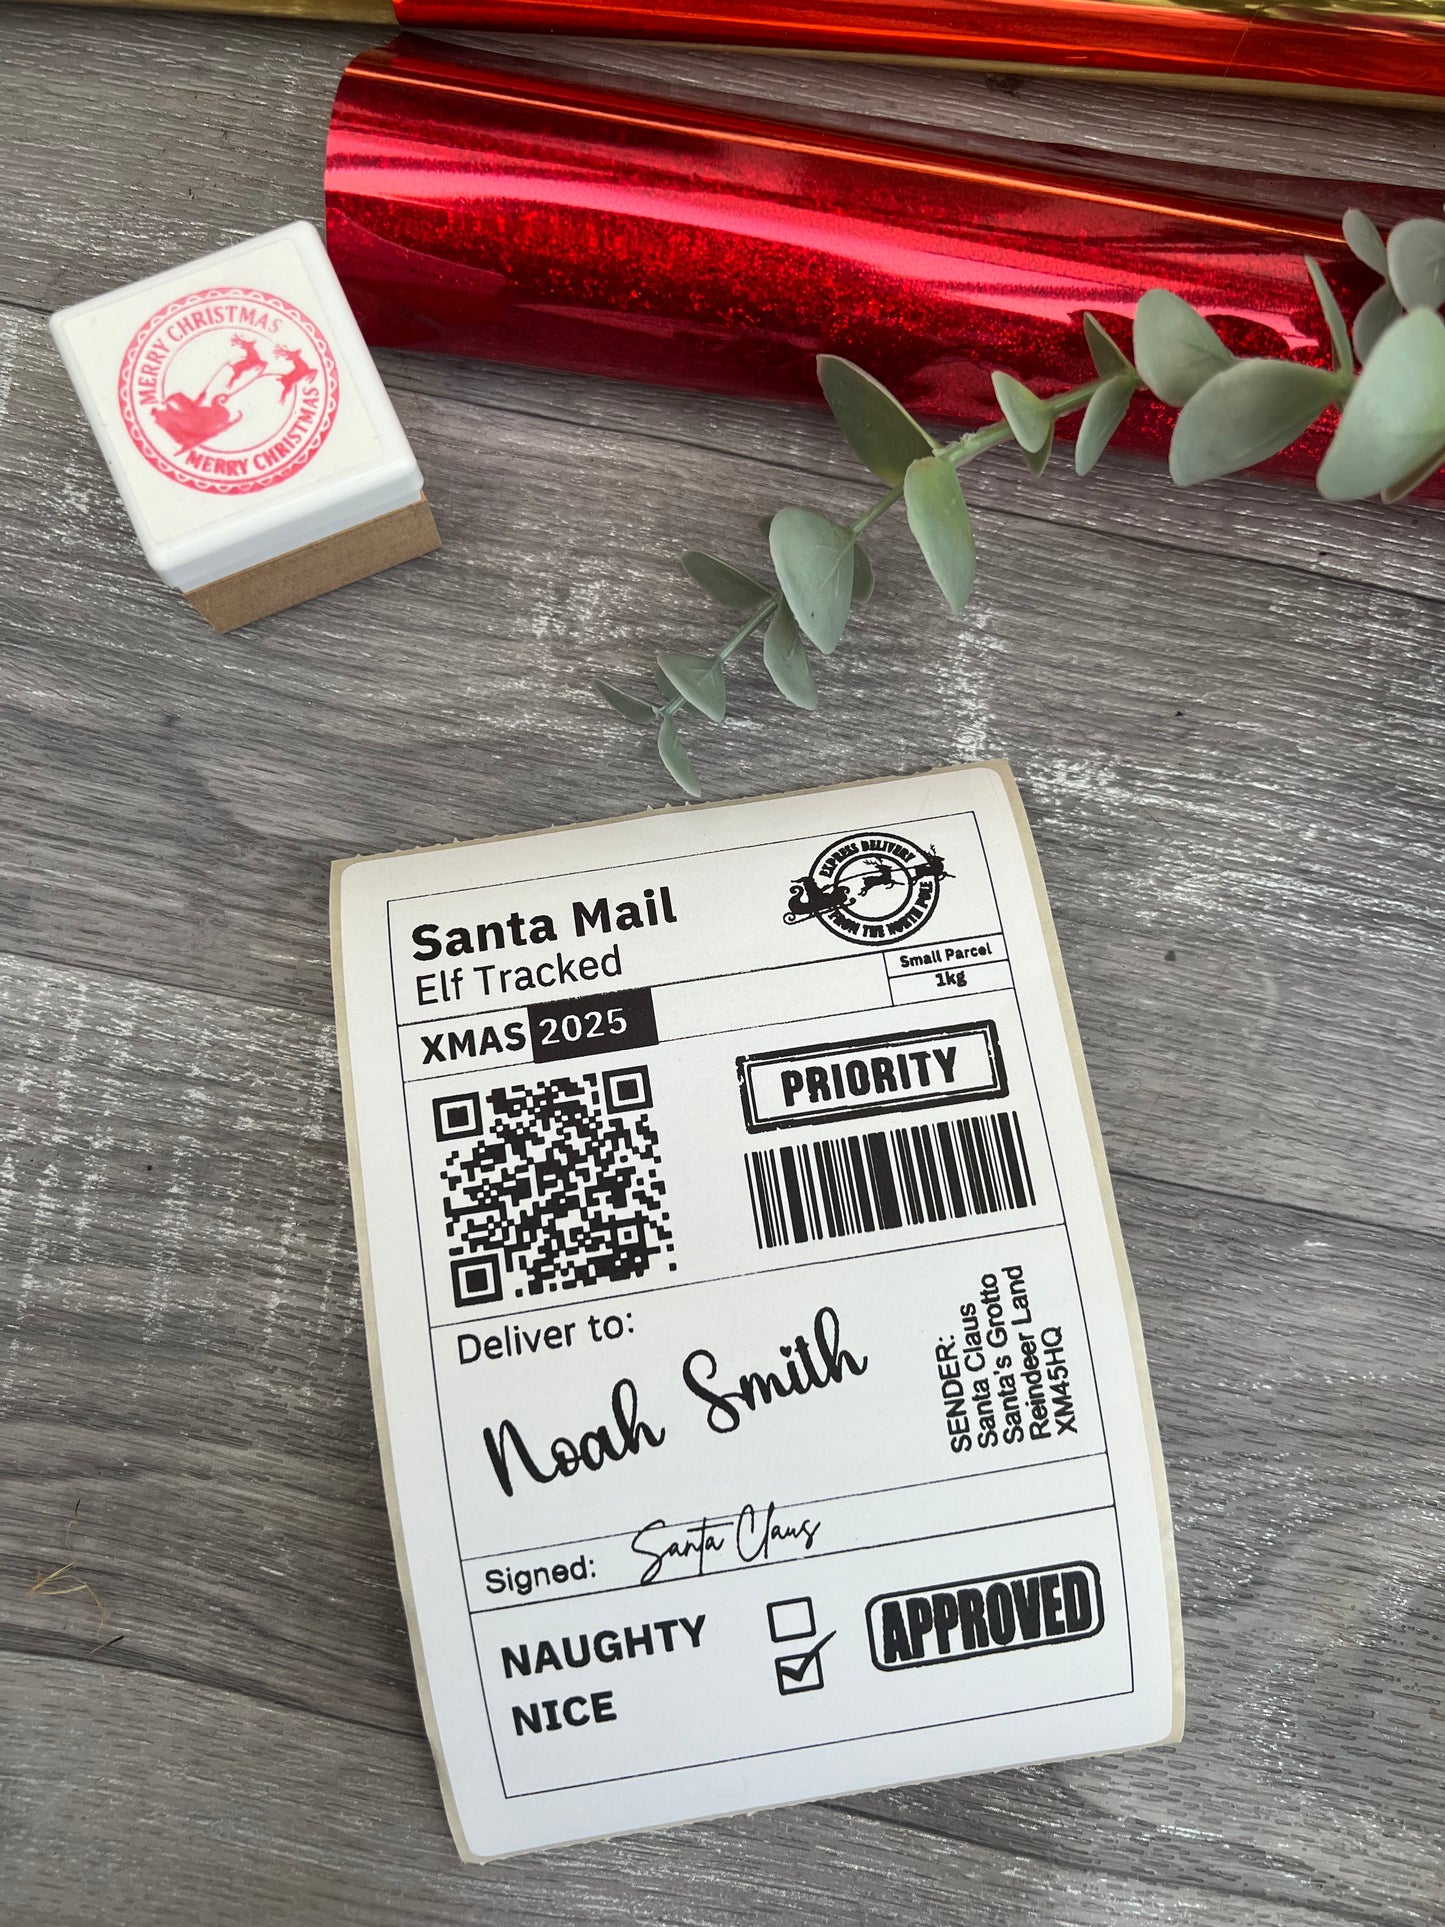 MERRY CHRISTMAS
MERRY CHRISTMAS
Santa Mail
Elf Tracked
EXPRESS DELIVERY
FROM THE NORTH POLE
Small Parcel
1kg
XMAS 2025
PRIORITY
Deliver to:
Noah Smith
SENDER:
Santa Claus
Santa's Grotto
Reindeer Land
XM45HQ
Signed: Santa Claus
NAUGHTY
NICE
APPROVED